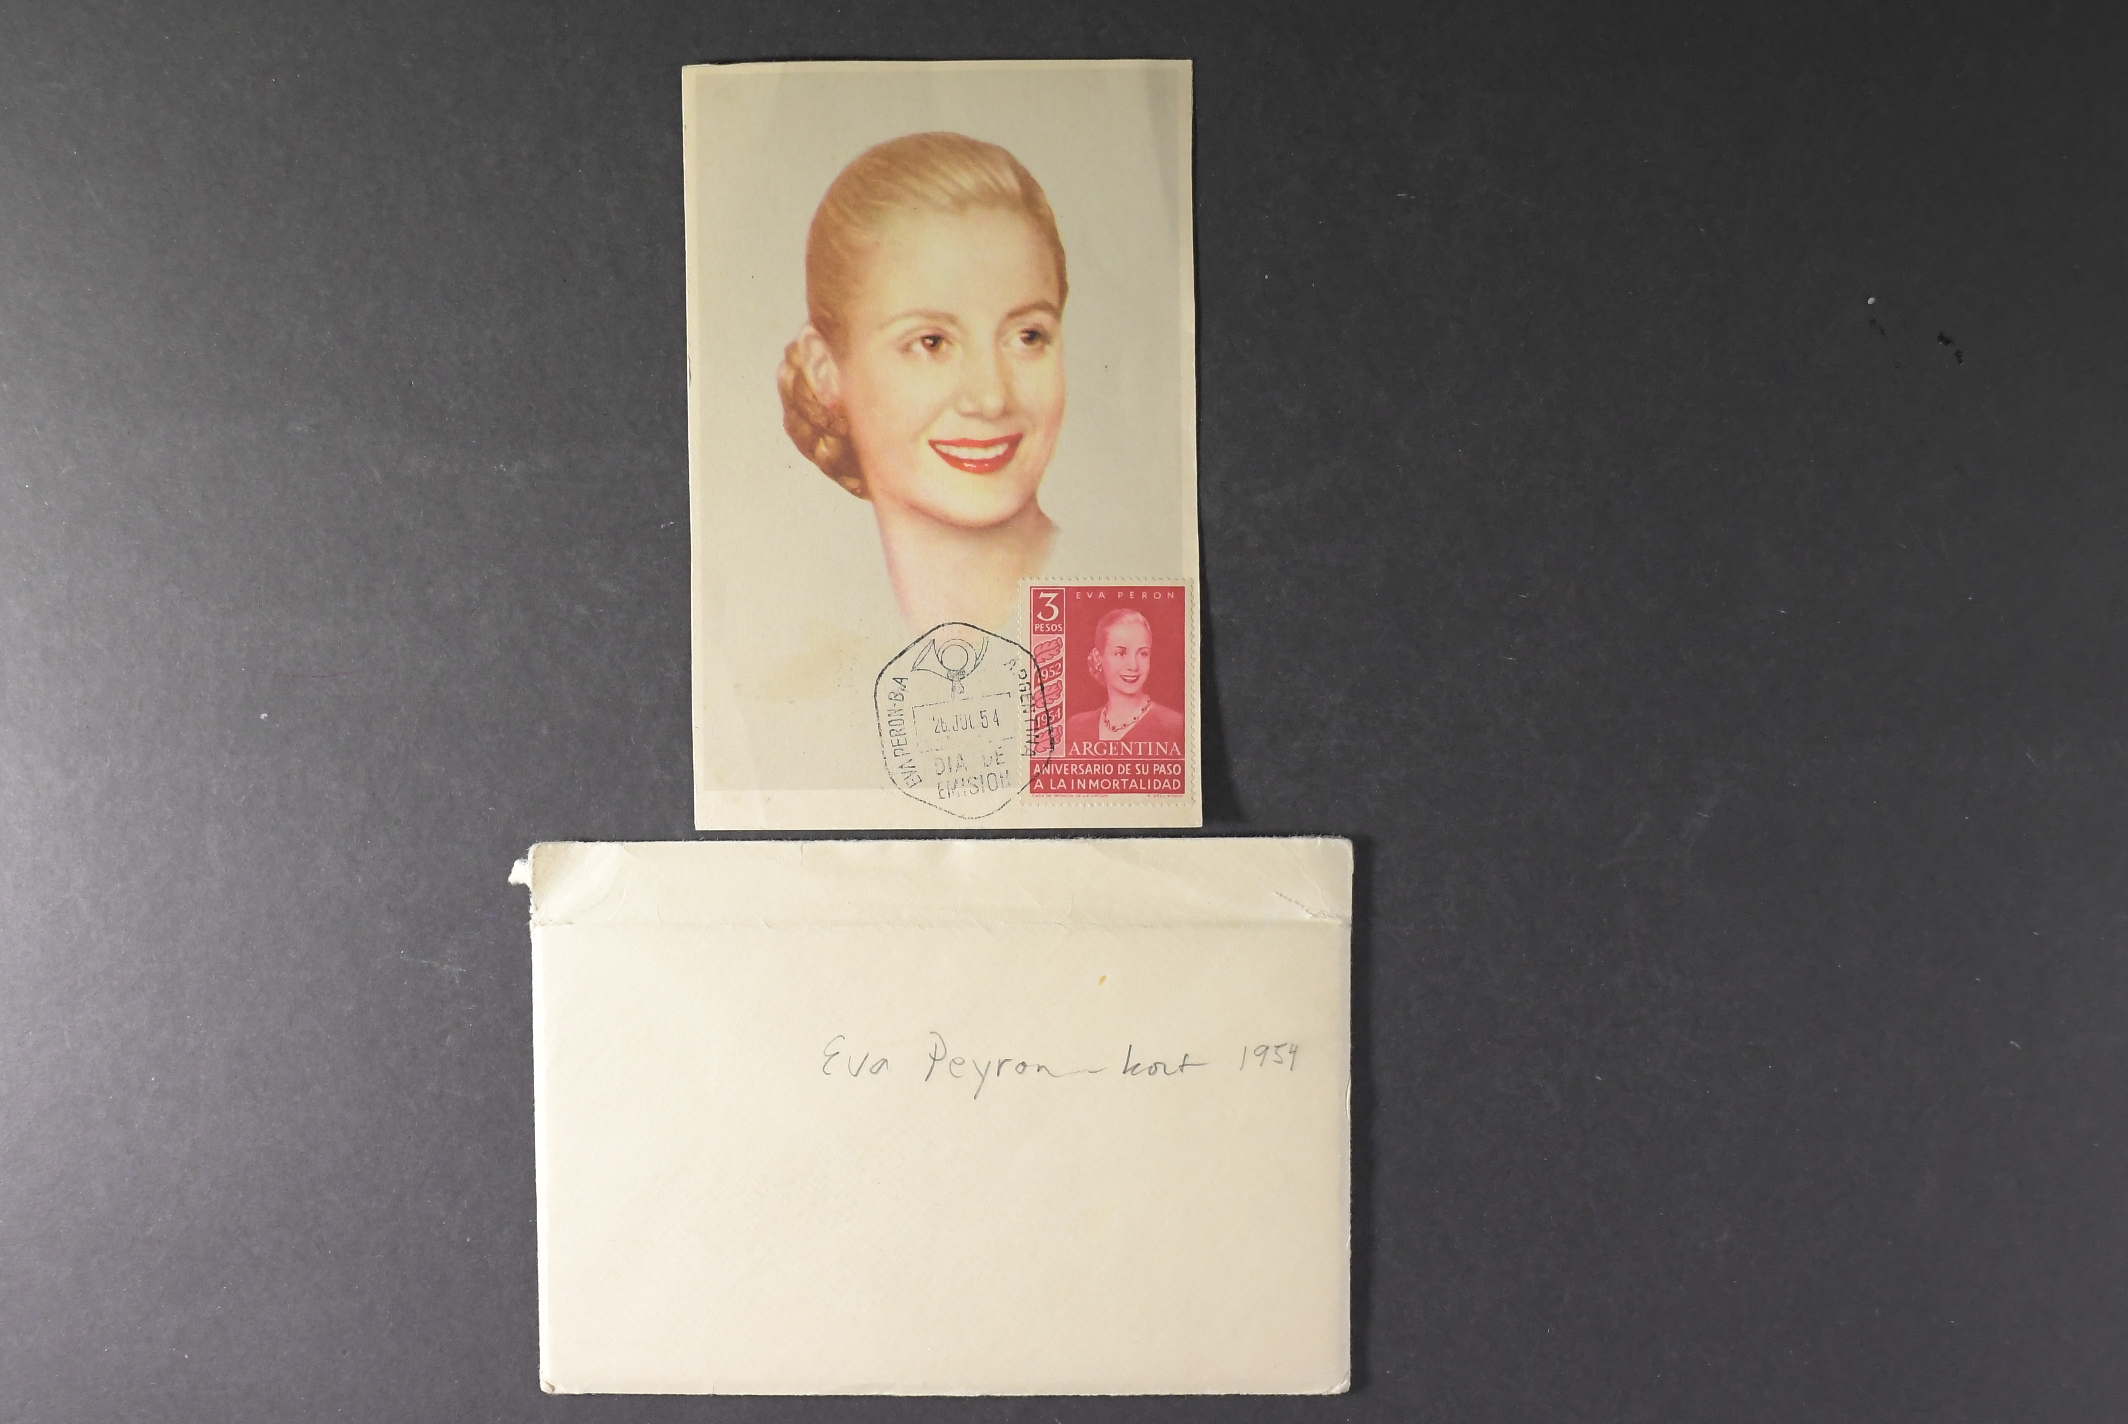 3
PESOS
EVA PERON
1952
1954
ARGENTINA
ANIVERSARIO DE SU PASO
A LA INMORTALIDAD
EVA PERON-B.A
ARGENTINA
26 JUL 54
DIA DE
EMISION
Eva Peyron - kort 1954